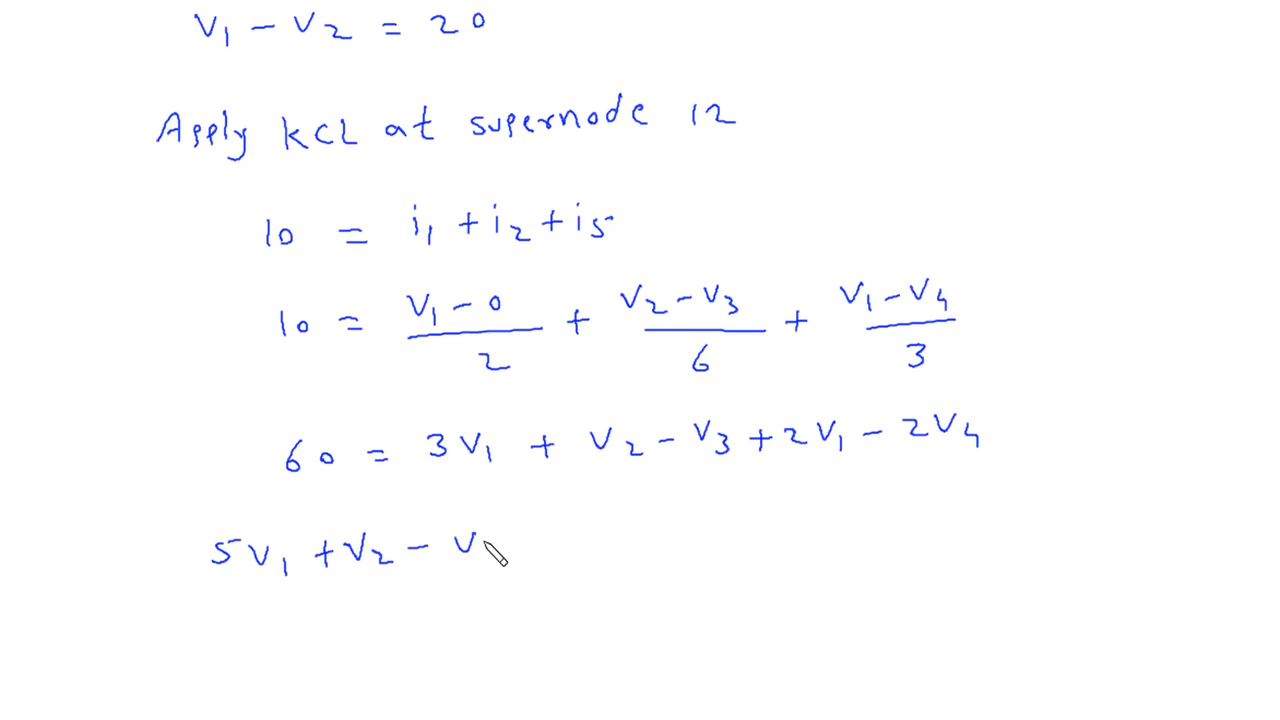 V₁ - V₂ = 20
Apply KCL at supernode 12
10 = i₁ + i₂ + i₅
10 = (V₁ - 0)/2 + (V₂ - V₃)/6 + (V₁ - V₄)/3
60 = 3V₁ + V₂ - V₃ + 2V₁ - 2V₄
5V₁ + V₂ - V